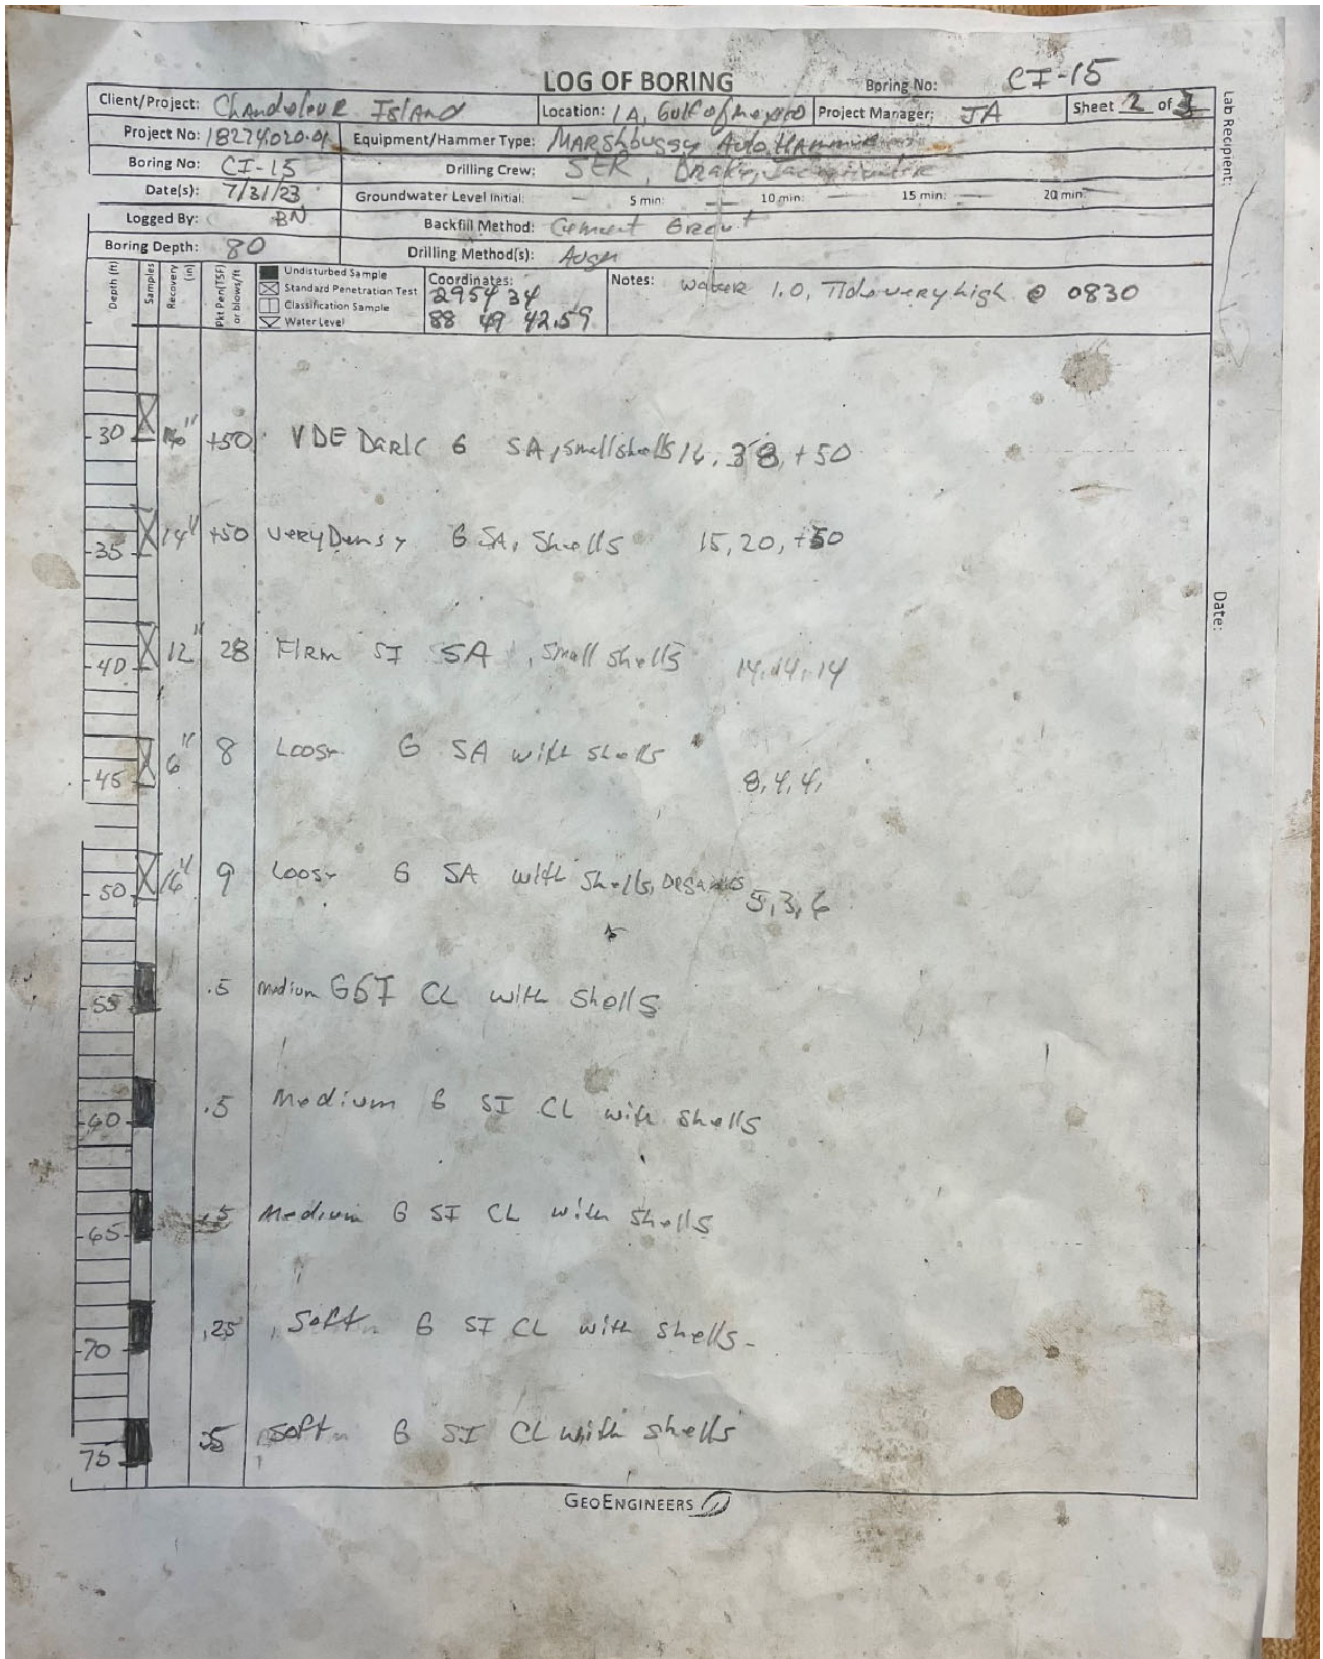 LOG OF BORING Boring No: CI-15
Client/Project: Chandeleur Island Location: LA, Gulf of Mexico Project Manager: JA Sheet 2 of 3
Project No: 18274.020.01 Equipment/Hammer Type: MARSHbuggy Auto Hammer
Boring No: CI-15 Drilling Crew: SER, Drake,
Date(s): 7/31/23 Groundwater Level Initial: — 5 min: — 10 min: — 15 min: — 20 min:
Logged By: BN Backfill Method: Cement Grout
Boring Depth: 80 Drilling Method(s): Auger
Depth (ft) Samples Recovery (in) Pkt Pen(TSF) or blows/ft
Undisturbed Sample
Standard Penetration Test
Classification Sample
Water Level
Coordinates:
2954 34
88 49 42.59
Notes: water 1.0, Tide very high @ 0830
Lab Recipient:
Date:
30 +50 VDE Dark G SA, small shells 16, 38, +50
35 14" +50 Very Dense G SA, Shells 15, 20, +50
40 12" 28 FIRM SI SA, small shells 14, 14, 14
45 6" 8 Loose G SA with shells 8, 4, 4,
50 16" 9 Loose G SA with shells, organics 5, 3, 6
55 .5 medium G SI CL with shells
60 .5 Medium G SI CL with shells
65 .5 Medium G SI CL with shells
70 .25 Soft G SI CL with shells
75 Soft G SI CL with shells
GEOENGINEERS